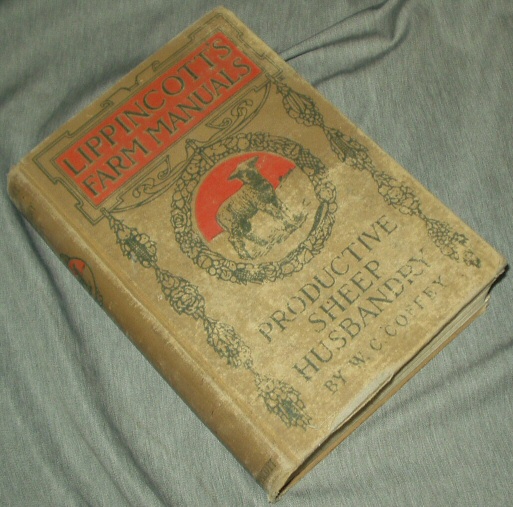 LIPPINCOTT'S
FARM MANUALS
PRODUCTIVE
SHEEP
HUSBANDRY
BY W. C. COFFEY